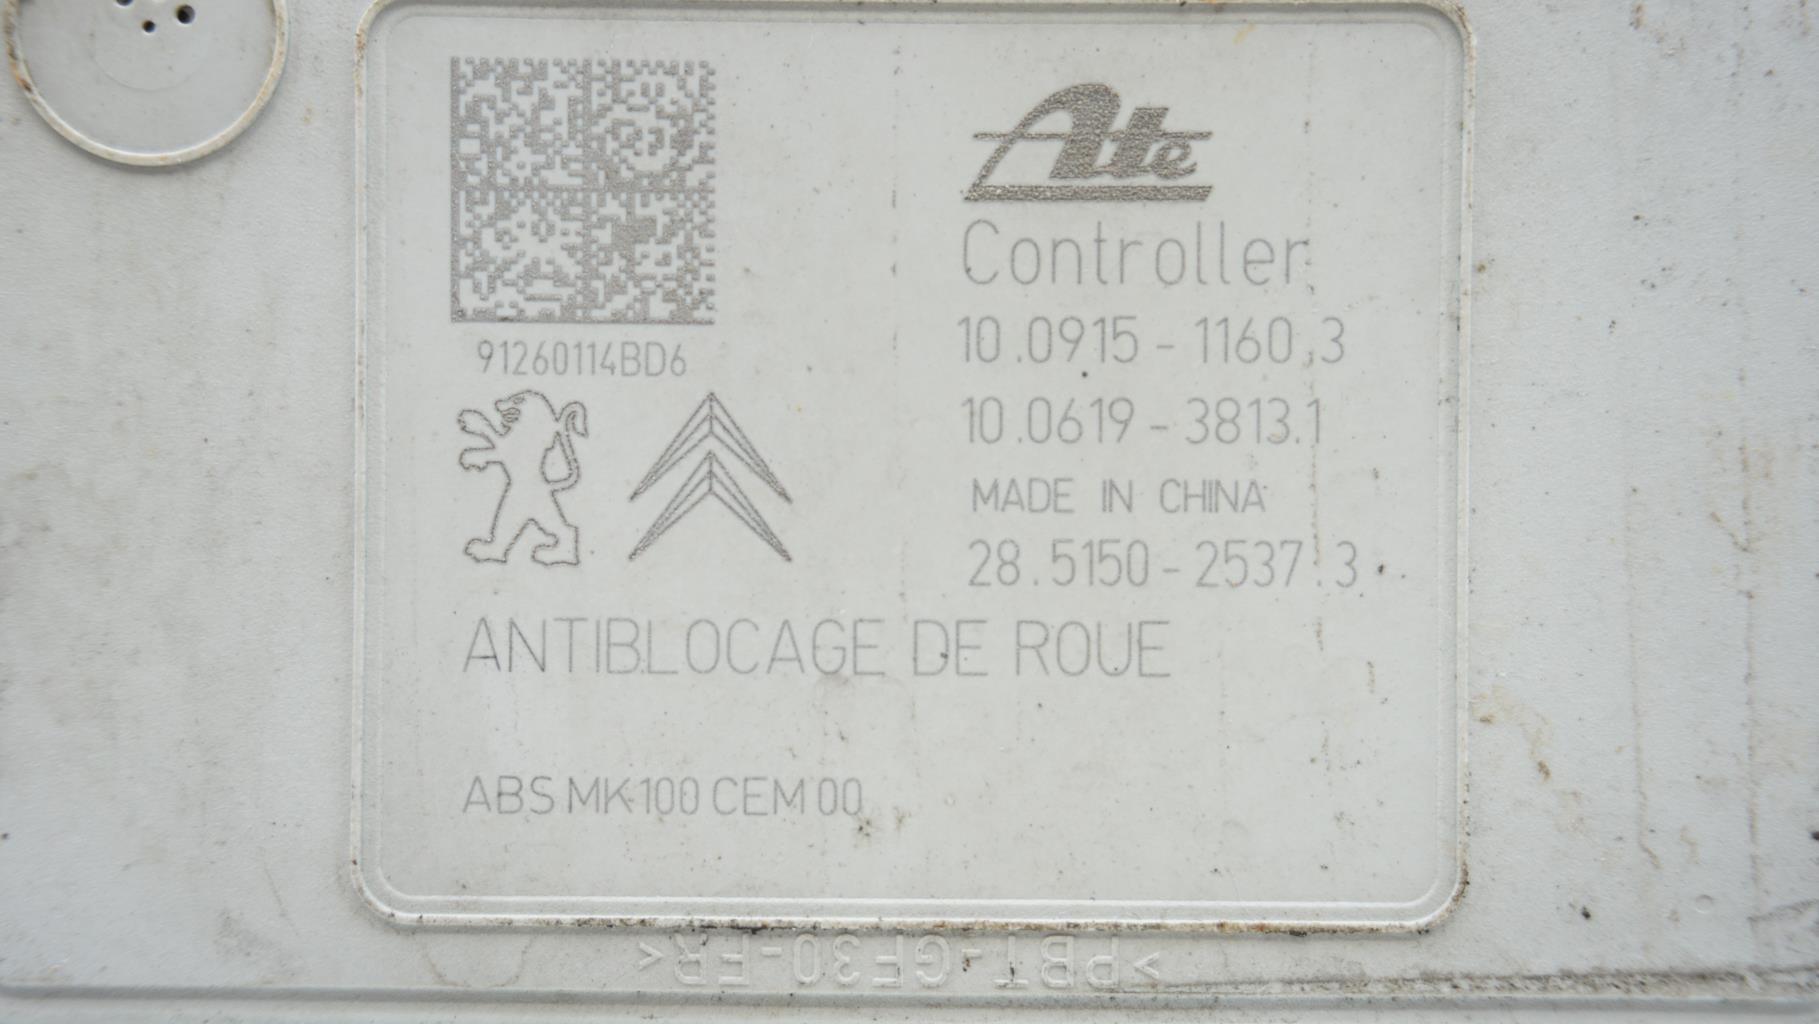 91260114BD6
Ate
Controller
10.0915-1160.3
10.0619-3813.1
MADE IN CHINA
28.5150-2537.3
ANTIBLOCAGE DE ROUE
ABS MK100 CEM 00
>PBT-GF30-FR<